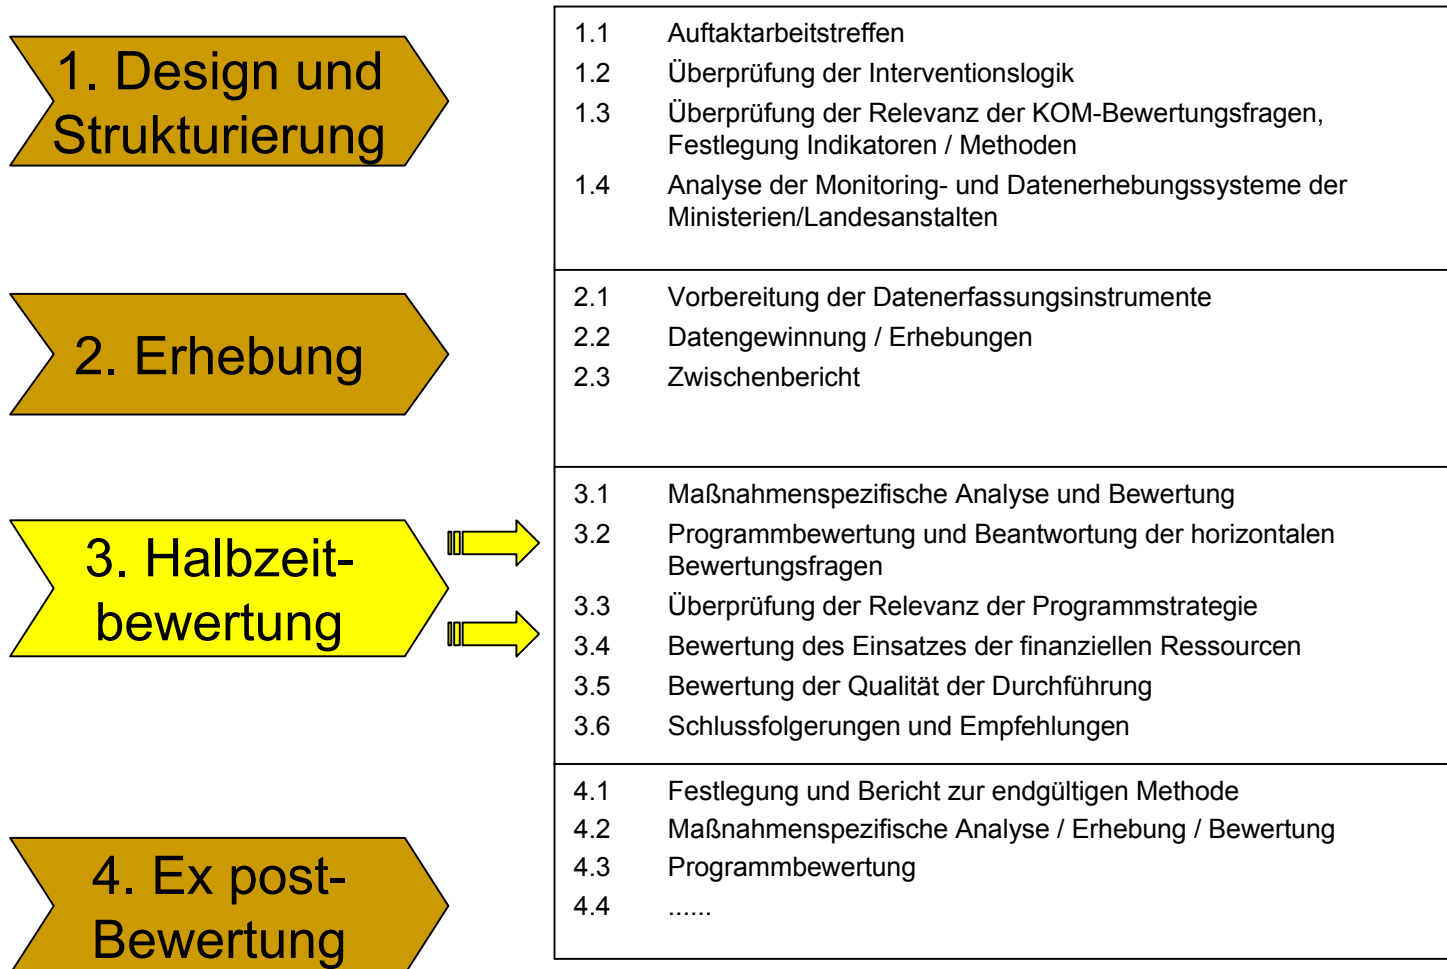 1. Design und
Strukturierung
1.1 Auftaktarbeitstreffen
1.2 Überprüfung der Interventionslogik
1.3 Überprüfung der Relevanz der KOM-Bewertungsfragen,
Festlegung Indikatoren / Methoden
1.4 Analyse der Monitoring- und Datenerhebungssysteme der
Ministerien/Landesanstalten
2. Erhebung
2.1 Vorbereitung der Datenerfassungsinstrumente
2.2 Datengewinnung / Erhebungen
2.3 Zwischenbericht
3. Halbzeit-
bewertung
3.1 Maßnahmenspezifische Analyse und Bewertung
3.2 Programmbewertung und Beantwortung der horizontalen
Bewertungsfragen
3.3 Überprüfung der Relevanz der Programmstrategie
3.4 Bewertung des Einsatzes der finanziellen Ressourcen
3.5 Bewertung der Qualität der Durchführung
3.6 Schlussfolgerungen und Empfehlungen
4. Ex post-
Bewertung
4.1 Festlegung und Bericht zur endgültigen Methode
4.2 Maßnahmenspezifische Analyse / Erhebung / Bewertung
4.3 Programmbewertung
4.4 ......